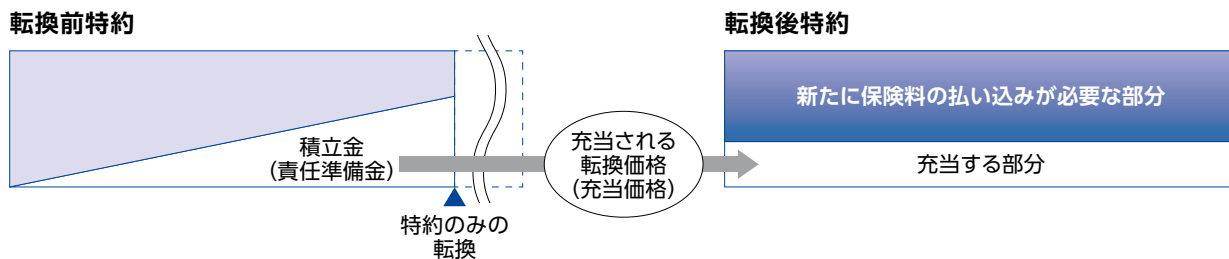 転換前特約
転換後特約
新たに保険料の払い込みが必要な部分
積立金
(責任準備金)
充当される
転換価格
(充当価格)
充当する部分
特約のみの
転換